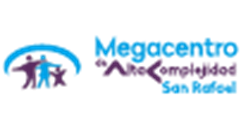 Megacentro
de Alta Complejidad
San Rafael